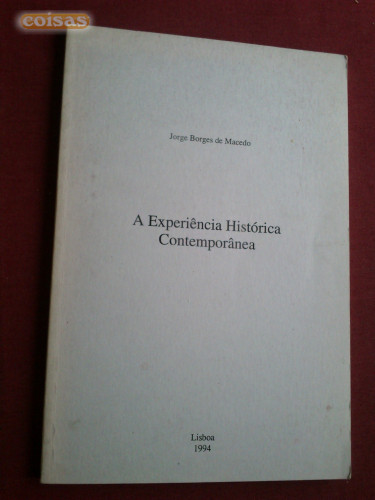 coisas
Jorge Borges de Macedo
A Experiência Histórica
Contemporânea
Lisboa
1994